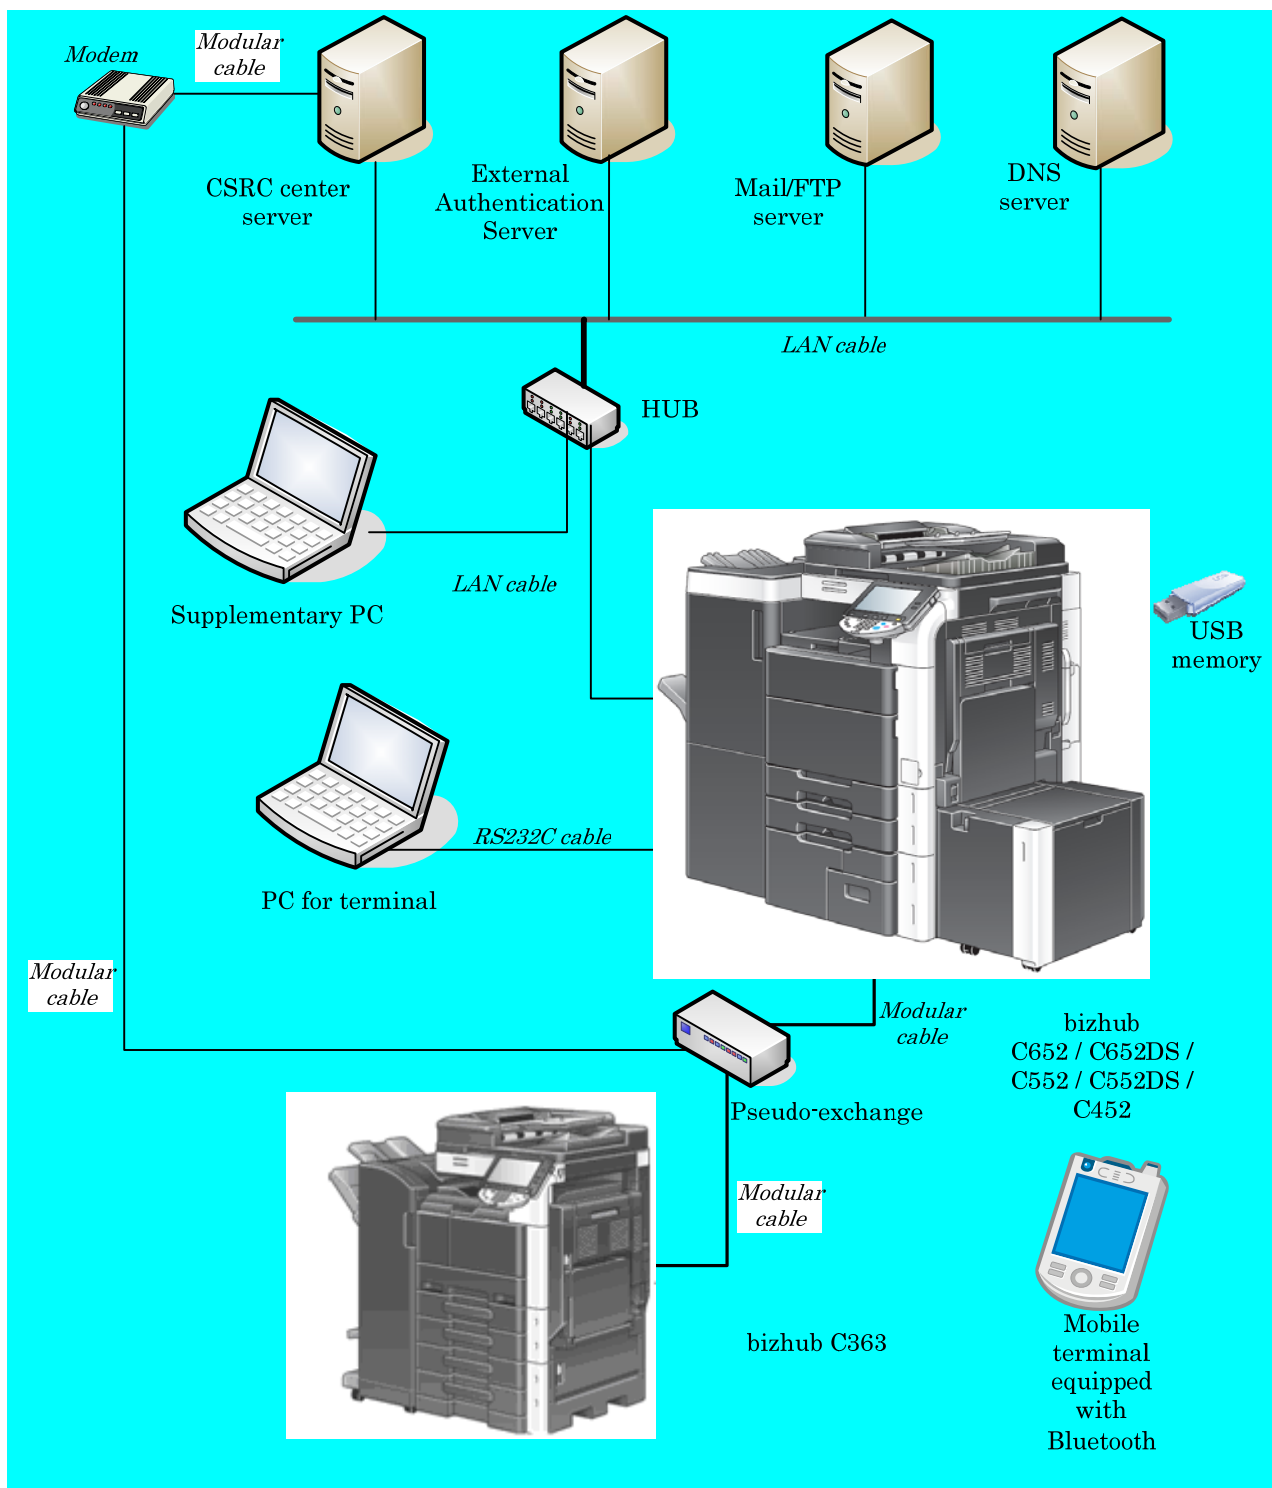 Modem
Modular
cable
CSRC center
server
External
Authentication
Server
Mail/FTP
server
DNS
server
LAN cable
HUB
LAN cable
Supplementary PC
USB
memory
RS232C cable
PC for terminal
Modular
cable
Modular
cable
bizhub
C652 / C652DS /
C552 / C552DS /
C452
Pseudo-exchange
Modular
cable
bizhub C363
Mobile
terminal
equipped
with
Bluetooth